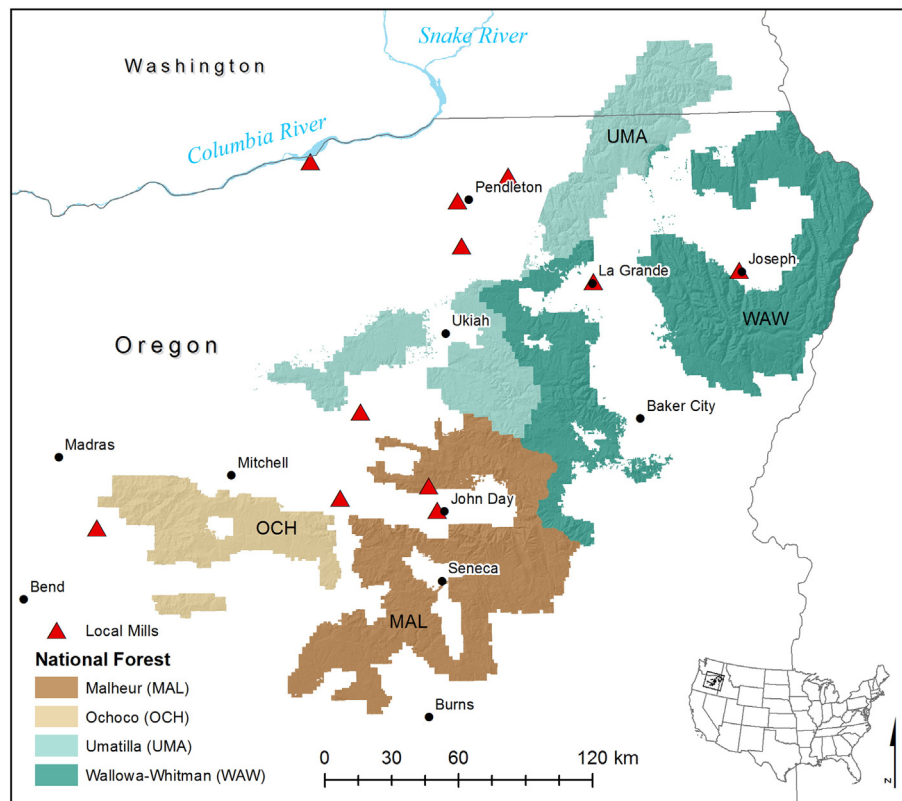 Snake River
Washington
Columbia River
UMA
Pendleton
Joseph
La Grande
WAW
Ukiah
Oregon
Baker City
Madras
Mitchell
John Day
OCH
Seneca
Bend
MAL
Local Mills
National Forest
Malheur (MAL)
Ochoco (OCH)
Umatilla (UMA)
Wallowa-Whitman (WAW)
Burns
0 30 60 120 km
N